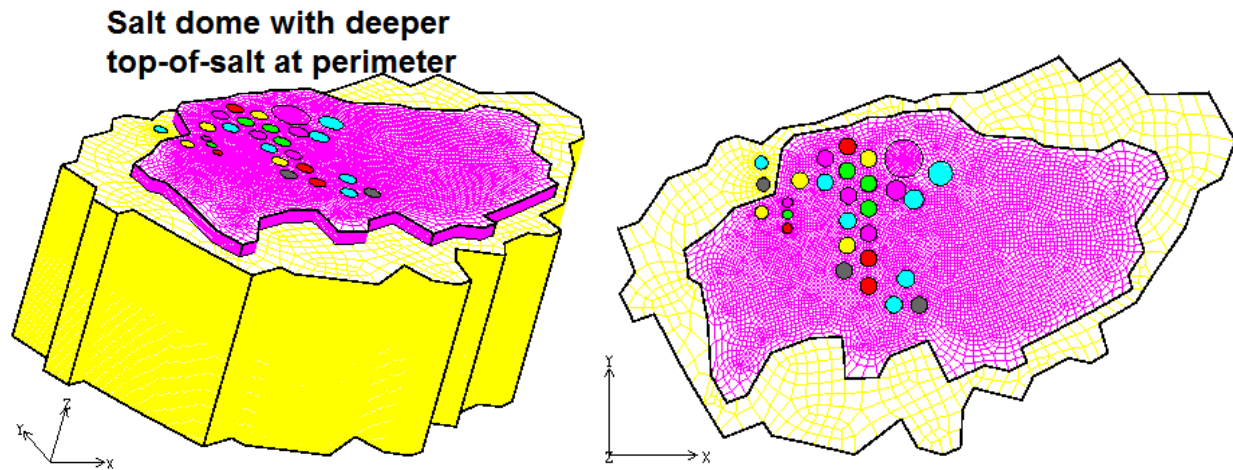 Salt dome with deeper
top-of-salt at perimeter
Z
Y
X
Y
Z
X